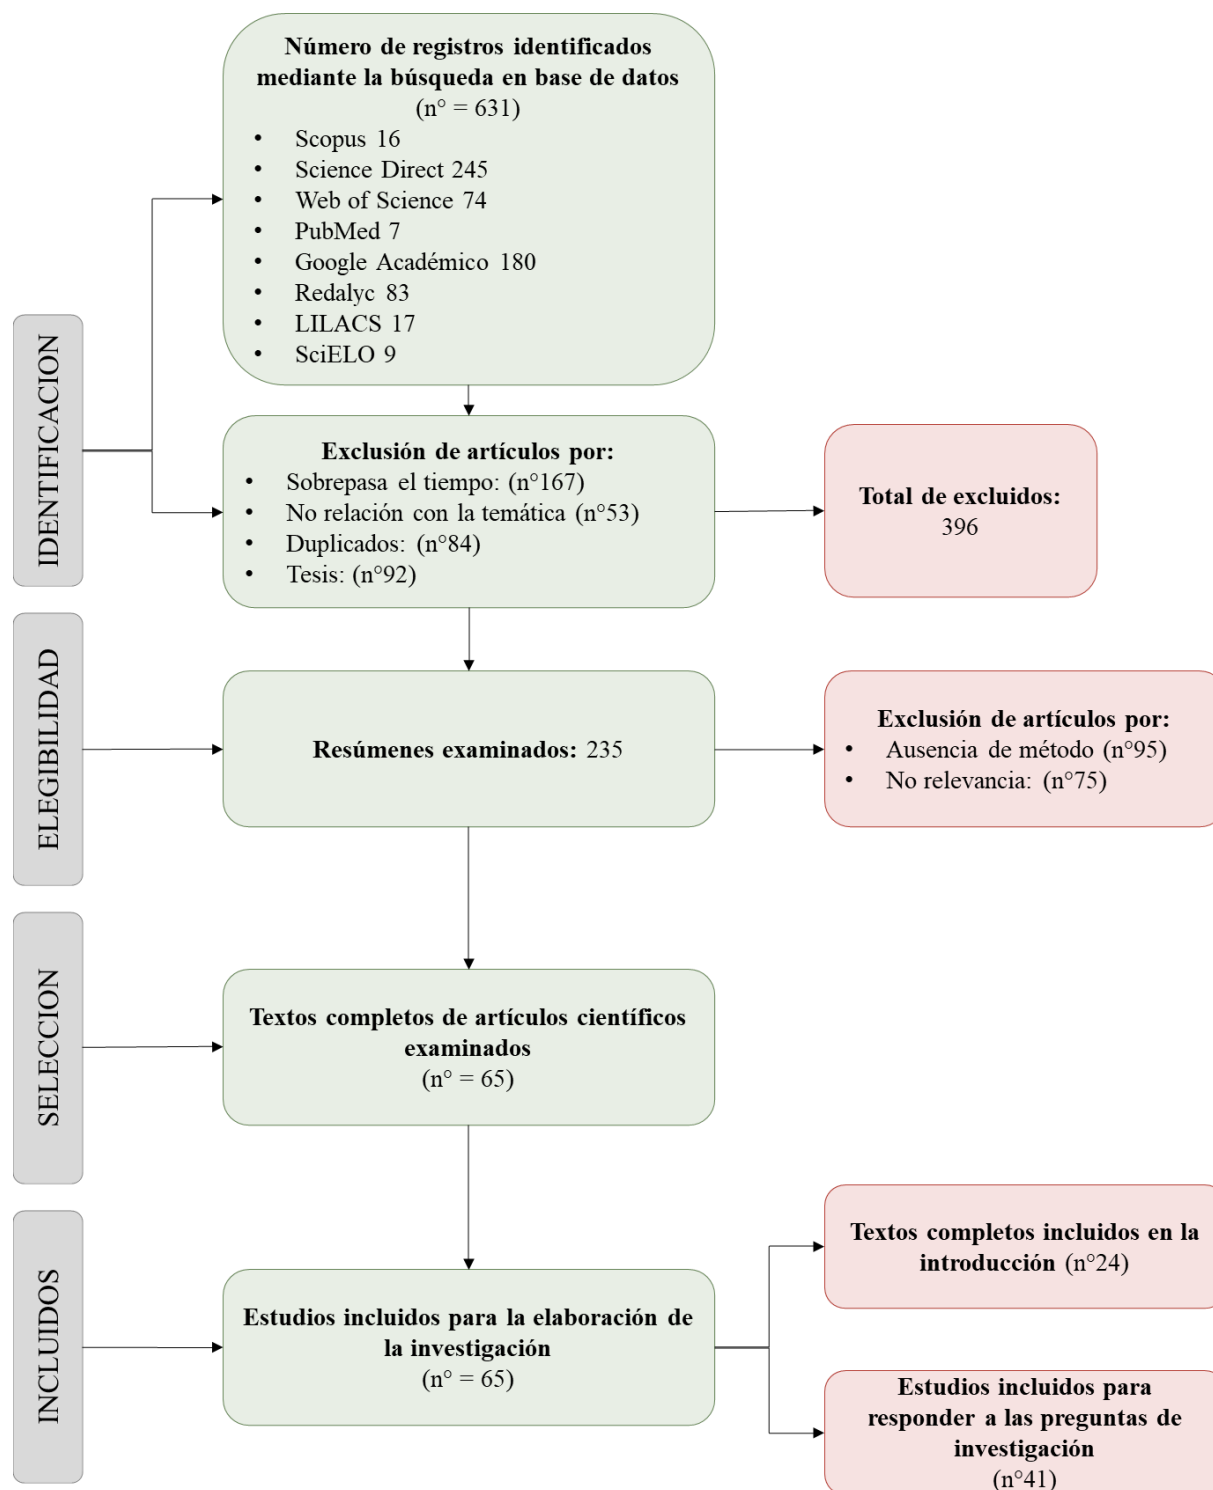 Número de registros identificados
mediante la búsqueda en base de datos
(n° = 631)
• Scopus 16
• Science Direct 245
• Web of Science 74
• PubMed 7
• Google Académico 180
• Redalyc 83
• LILACS 17
• SciELO 9
IDENTIFICACION
Exclusión de artículos por:
• Sobrepasa el tiempo: (n°167)
• No relación con la temática (n°53)
• Duplicados: (n°84)
• Tesis: (n°92)
Total de excluidos:
396
ELEGIBILIDAD
Resúmenes examinados: 235
Exclusión de artículos por:
• Ausencia de método (n°95)
• No relevancia: (n°75)
SELECCION
Textos completos de artículos científicos
examinados
(n° = 65)
INCLUIDOS
Estudios incluidos para la elaboración de
la investigación
(n° = 65)
Textos completos incluidos en la
introducción (n°24)
Estudios incluidos para
responder a las preguntas de
investigación
(n°41)